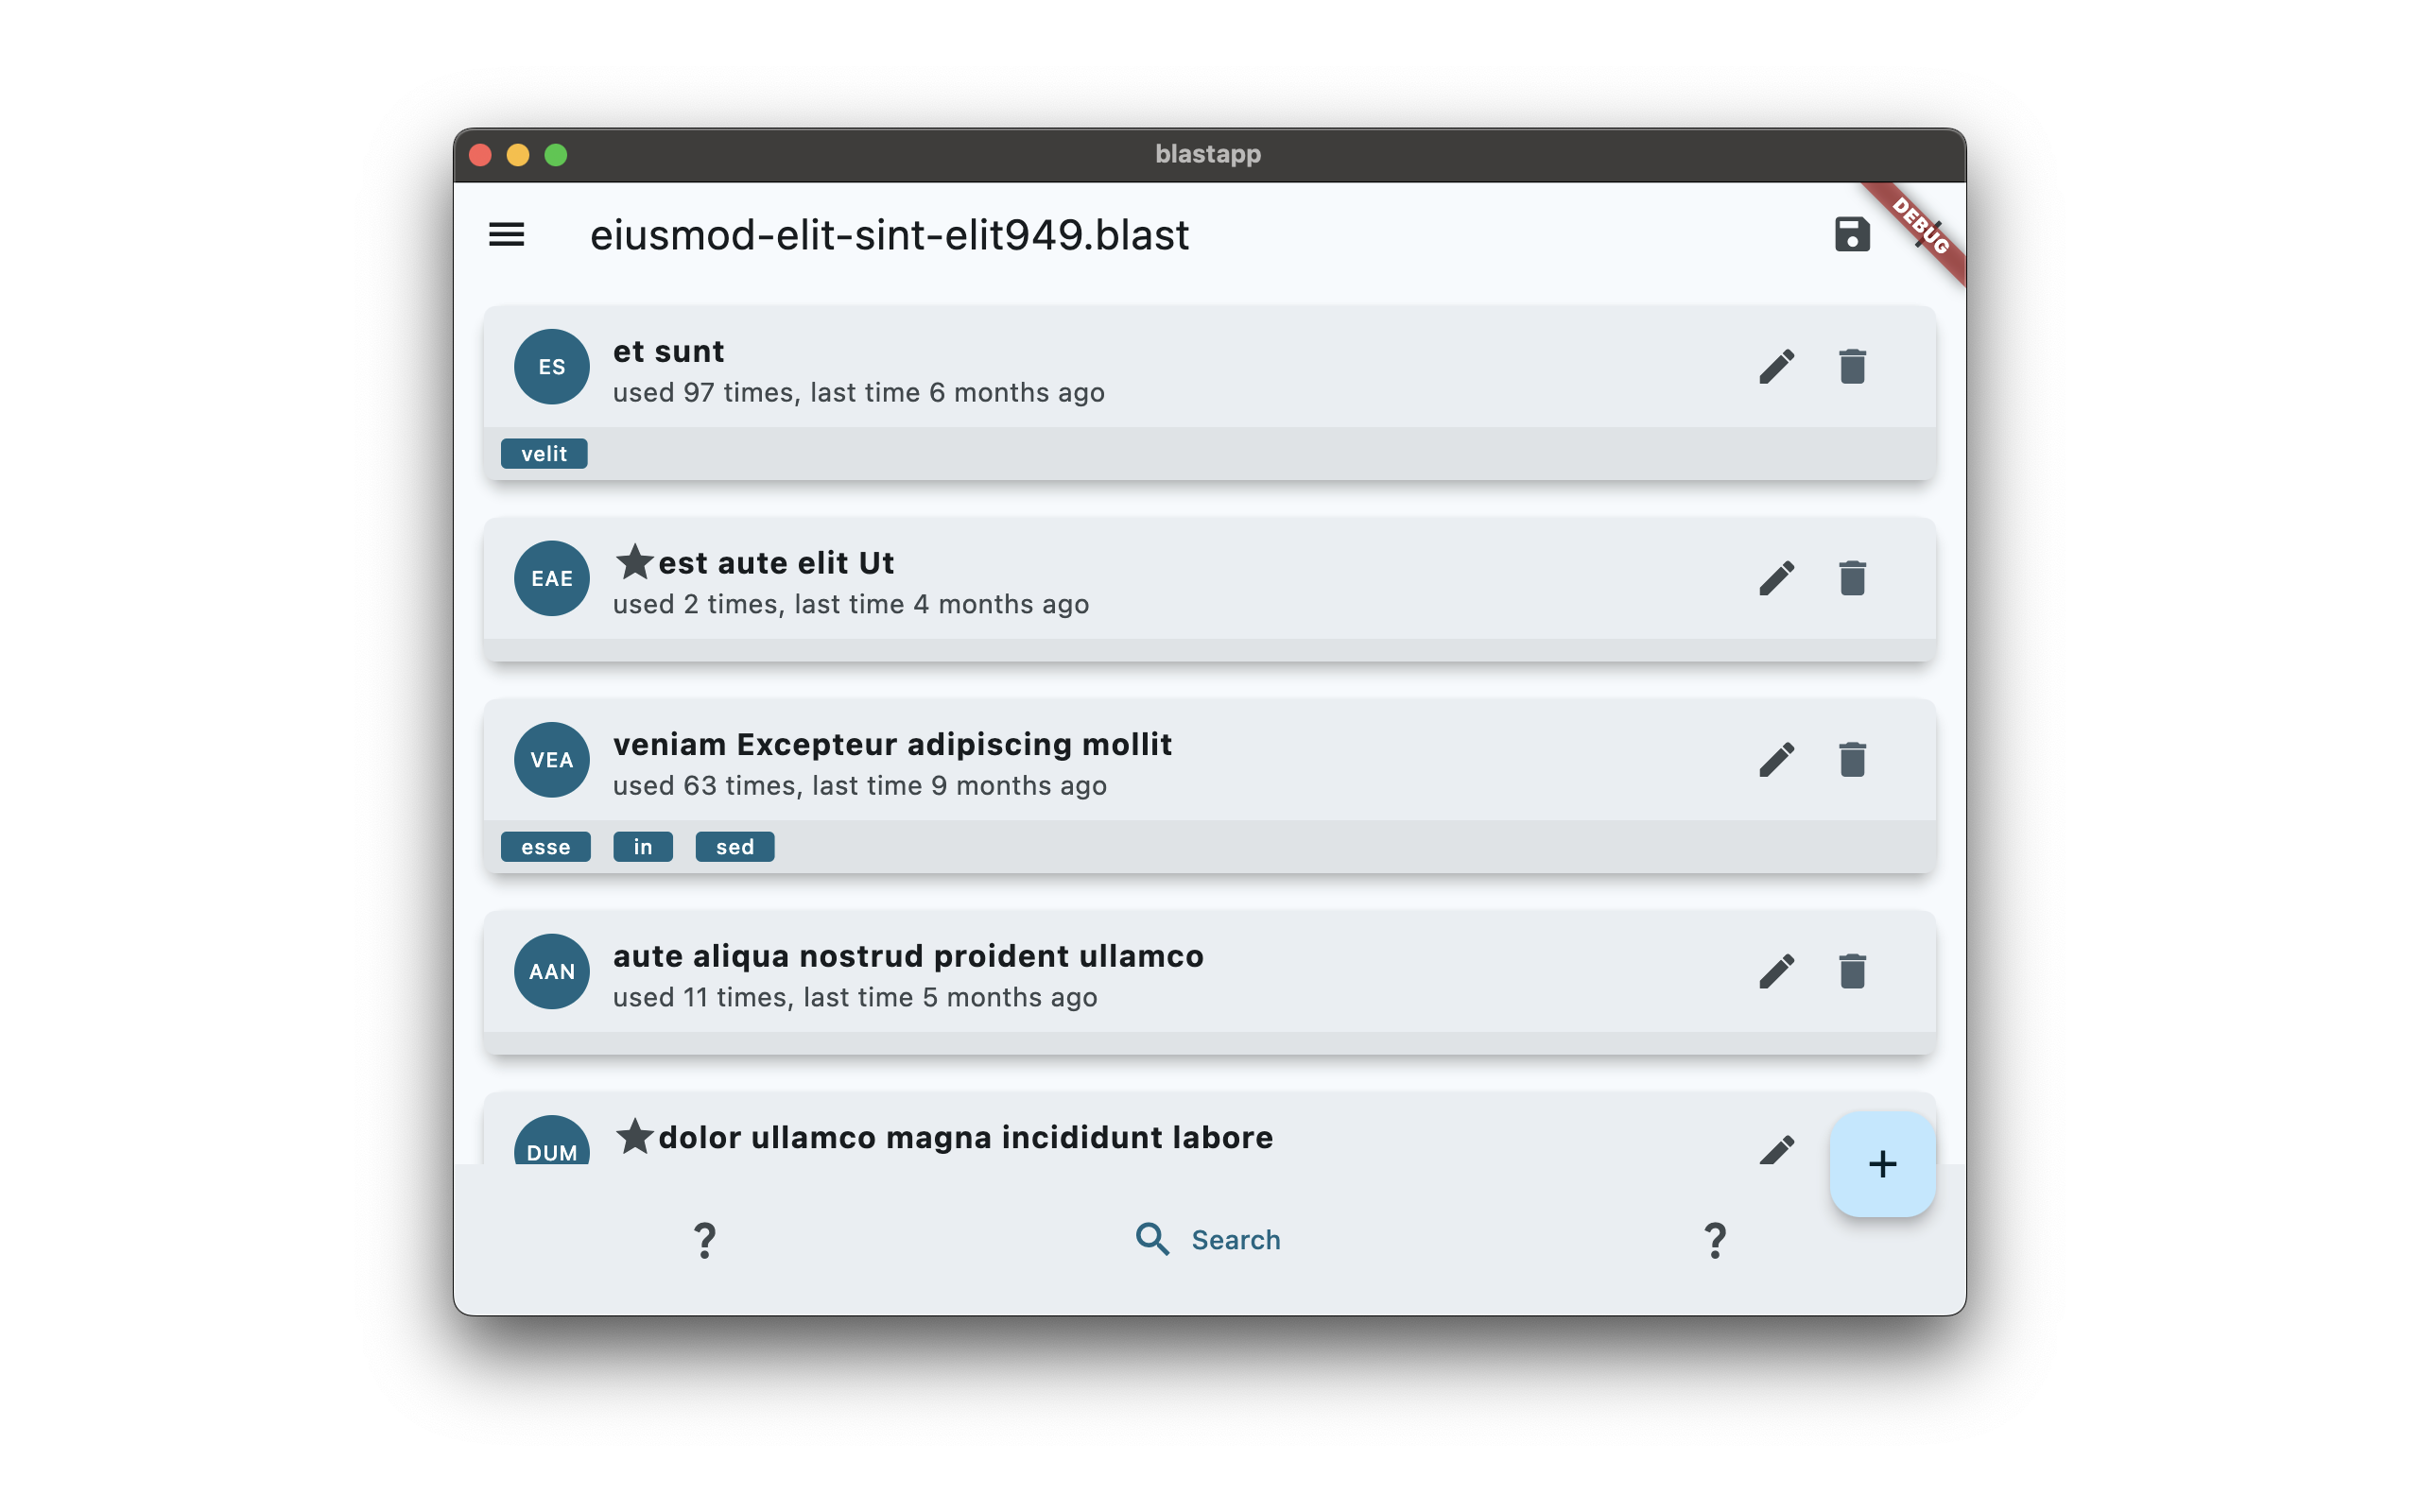 blastapp
eiusmod-elit-sint-elit949.blast
DEBUG
ES
et sunt
used 97 times, last time 6 months ago
velit
EAE
est aute elit Ut
used 2 times, last time 4 months ago
VEA
veniam Excepteur adipiscing mollit
used 63 times, last time 9 months ago
esse in sed
AAN
aute aliqua nostrud proident ullamco
used 11 times, last time 5 months ago
DUM
dolor ullamco magna incididunt labore
+
? Search ?